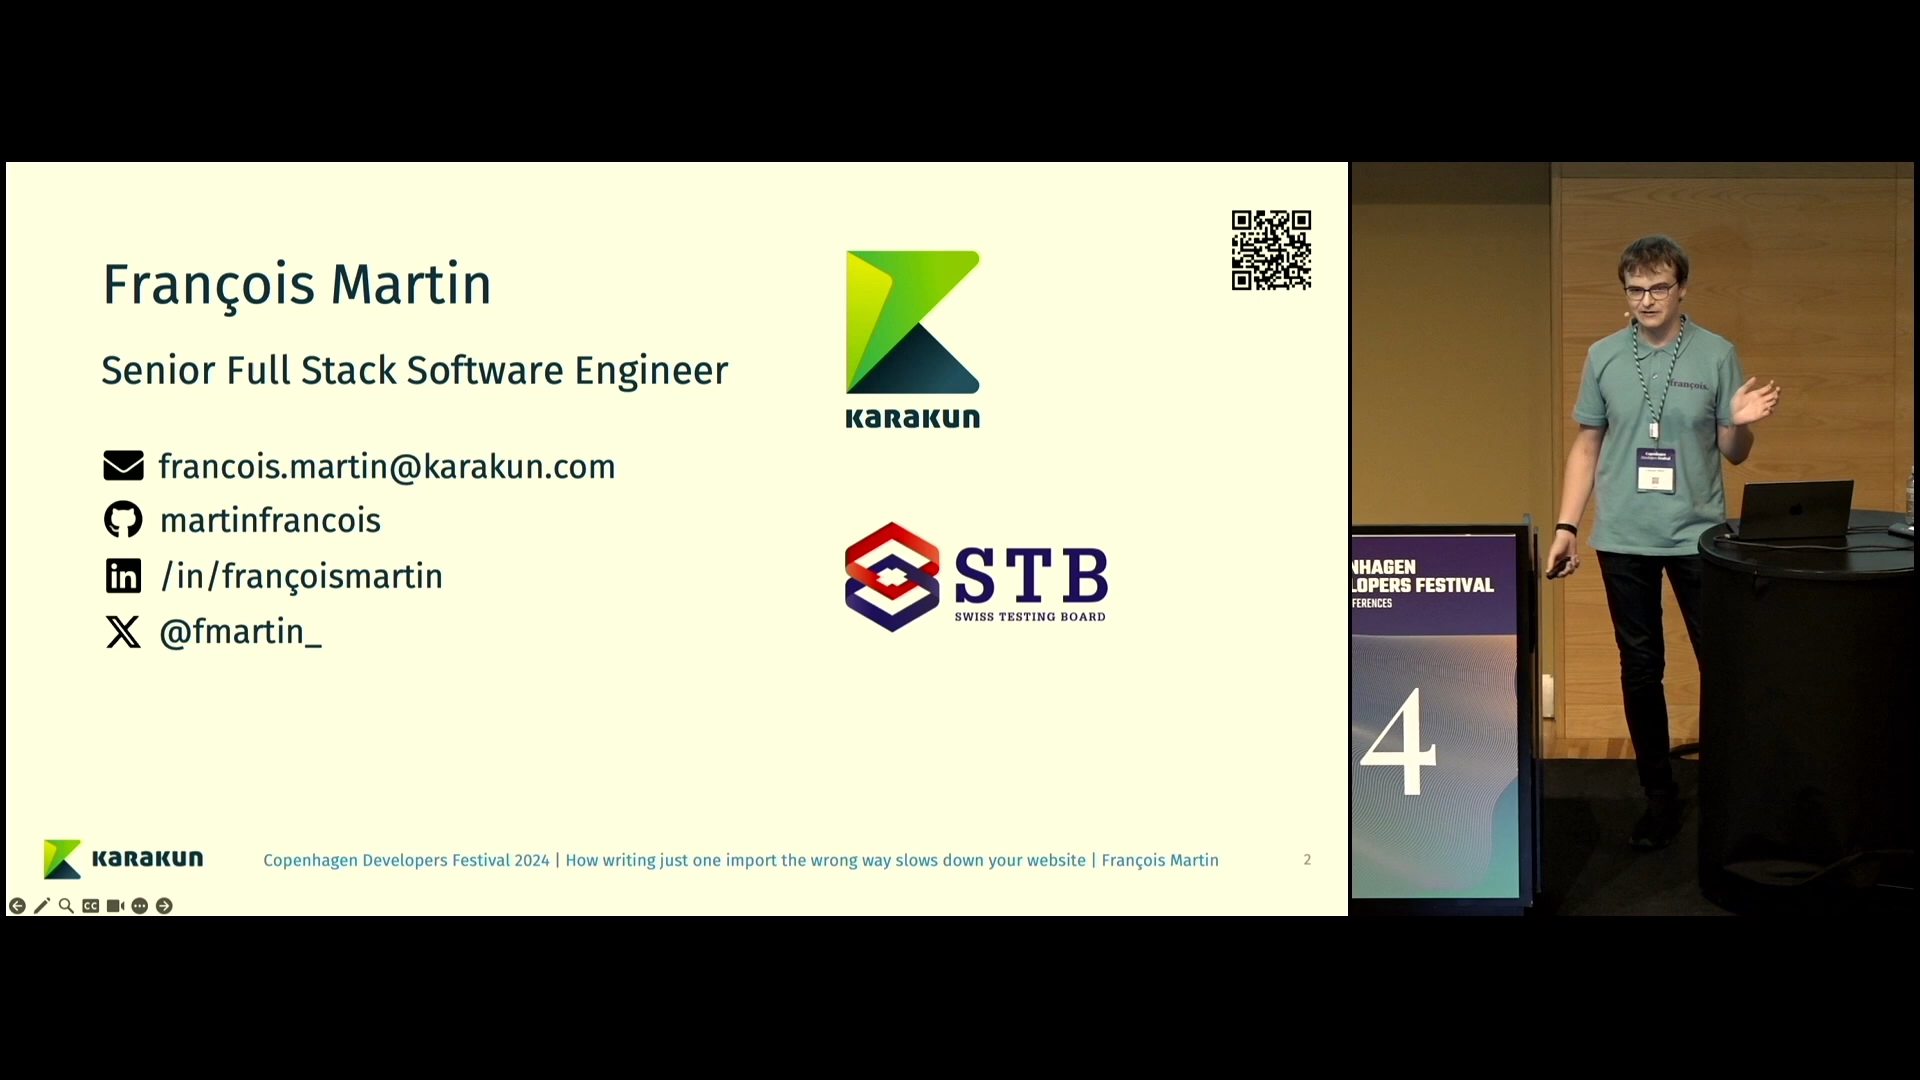 François Martin
Senior Full Stack Software Engineer
francois.martin@karakun.com
martinfrancois
/in/françoismartin
@fmartin_
KARAKUN
STB
SWISS TESTING BOARD
KARAKUN
Copenhagen Developers Festival 2024 | How writing just one import the wrong way slows down your website | François Martin
2
CC
françois.
NHAGEN
LOPERS FESTIVAL
FERENCES
4